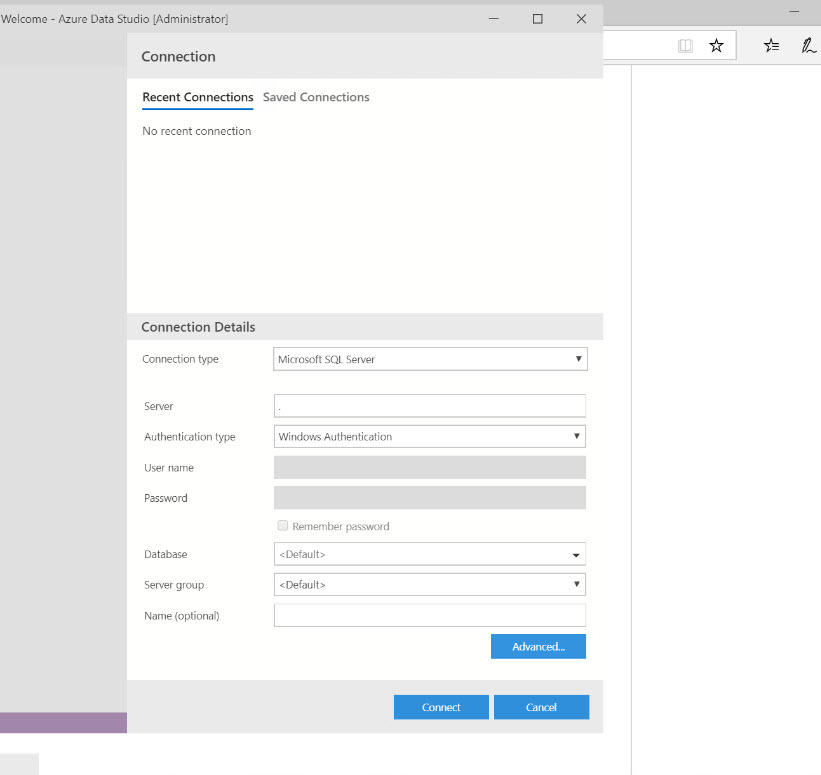 Welcome - Azure Data Studio [Administrator]
Connection
Recent Connections Saved Connections
No recent connection
Connection Details
Connection type Microsoft SQL Server
Server .
Authentication type Windows Authentication
User name
Password
Remember password
Database <Default>
Server group <Default>
Name (optional)
Advanced...
Connect Cancel